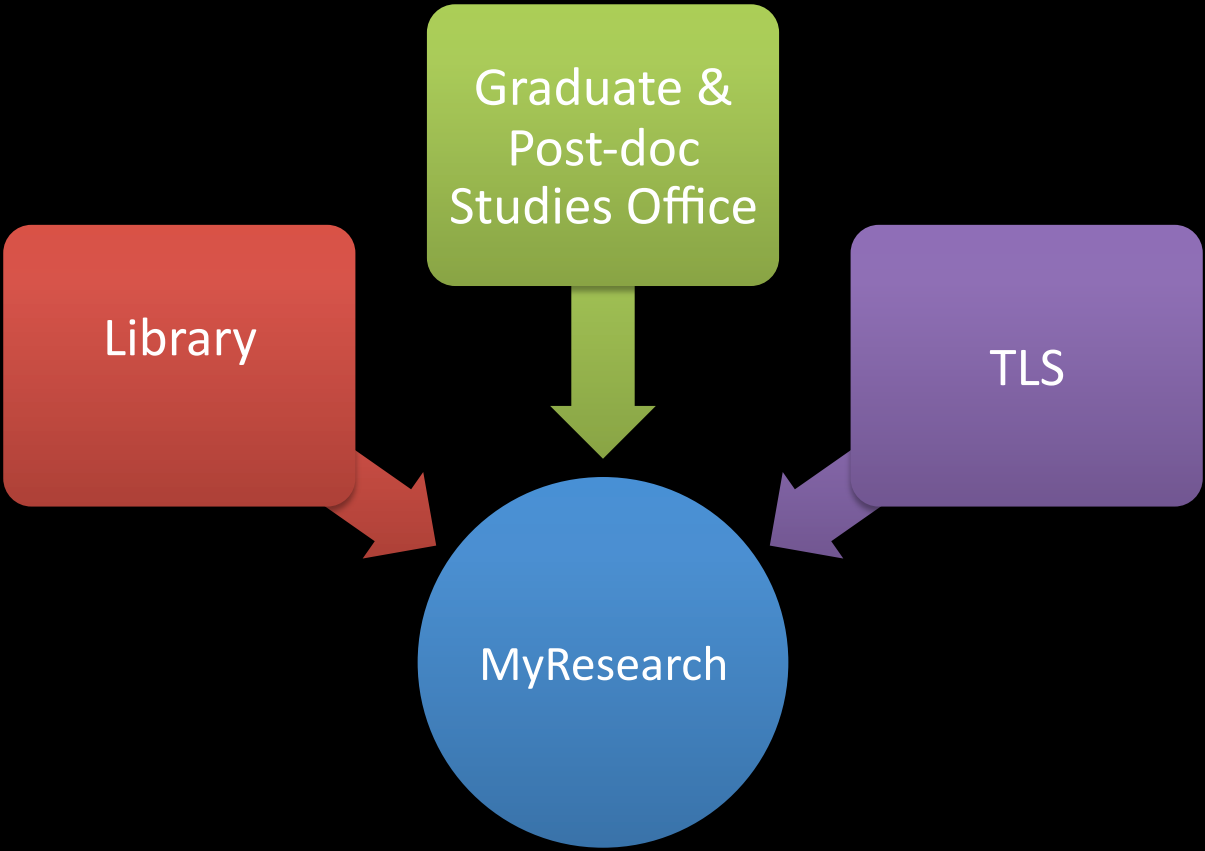 Graduate &
Post-doc
Studies Office
Library
TLS
MyResearch